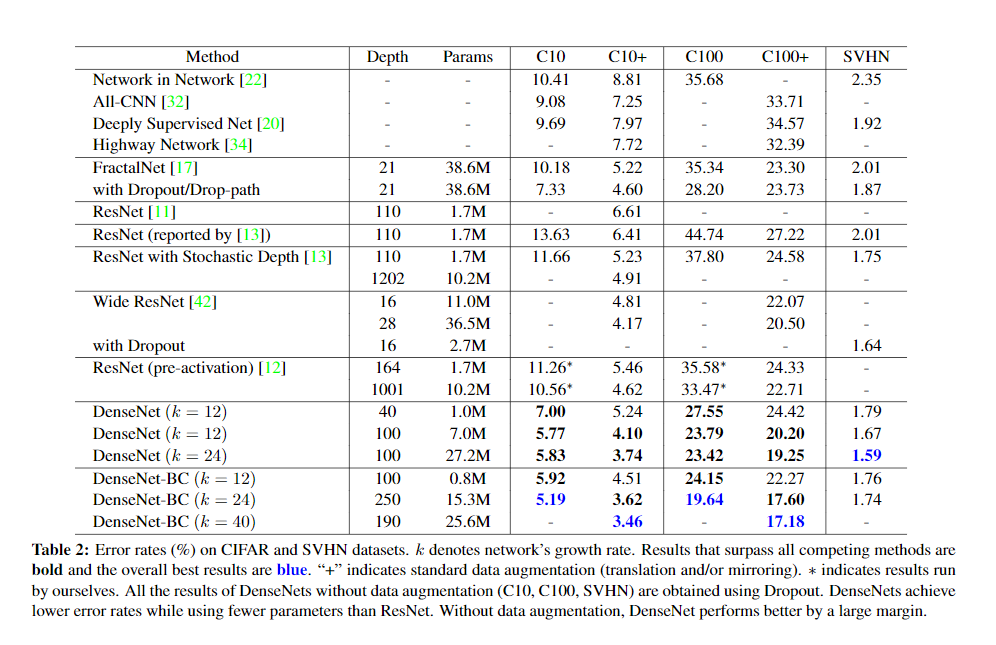 Method Depth Params C10 C10+ C100 C100+ SVHN
Network in Network [22] - - 10.41 8.81 35.68 - 2.35
All-CNN [32] - - 9.08 7.25 - 33.71 -
Deeply Supervised Net [20] - - 9.69 7.97 - 34.57 1.92
Highway Network [34] - - - 7.72 - 32.39 -
FractalNet [17] 21 38.6M 10.18 5.22 35.34 23.30 2.01
with Dropout/Drop-path 21 38.6M 7.33 4.60 28.20 23.73 1.87
ResNet [11] 110 1.7M - 6.61 - - -
ResNet (reported by [13]) 110 1.7M 13.63 6.41 44.74 27.22 2.01
ResNet with Stochastic Depth [13] 110 1.7M 11.66 5.23 37.80 24.58 1.75
1202 10.2M - 4.91 - - -
Wide ResNet [42] 16 11.0M - 4.81 - 22.07 -
28 36.5M - 4.17 - 20.50 -
with Dropout 16 2.7M - - - - 1.64
ResNet (pre-activation) [12] 164 1.7M 11.26* 5.46 35.58* 24.33 -
1001 10.2M 10.56* 4.62 33.47* 22.71 -
DenseNet (k = 12) 40 1.0M 7.00 5.24 27.55 24.42 1.79
DenseNet (k = 12) 100 7.0M 5.77 4.10 23.79 20.20 1.67
DenseNet (k = 24) 100 27.2M 5.83 3.74 23.42 19.25 1.59
DenseNet-BC (k = 12) 100 0.8M 5.92 4.51 24.15 22.27 1.76
DenseNet-BC (k = 24) 250 15.3M 5.19 3.62 19.64 17.60 1.74
DenseNet-BC (k = 40) 190 25.6M - 3.46 - 17.18 -
Table 2: Error rates (%) on CIFAR and SVHN datasets. k denotes network's growth rate. Results that surpass all competing methods are
bold and the overall best results are blue. “+” indicates standard data augmentation (translation and/or mirroring). * indicates results run
by ourselves. All the results of DenseNets without data augmentation (C10, C100, SVHN) are obtained using Dropout. DenseNets achieve
lower error rates while using fewer parameters than ResNet. Without data augmentation, DenseNet performs better by a large margin.